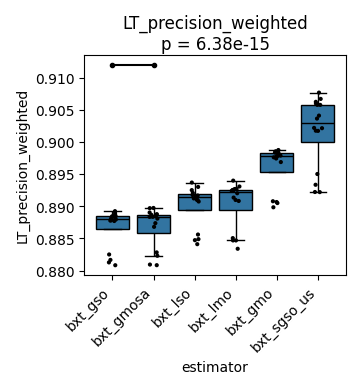 LT_precision_weighted
p = 6.38e-15
LT_precision_weighted
0.910
0.905
0.900
0.895
0.890
0.885
0.880
bxt_gso
bxt_gmosa
bxt_lso
bxt_lmo
bxt_gmo
bxt_sgso_us
estimator